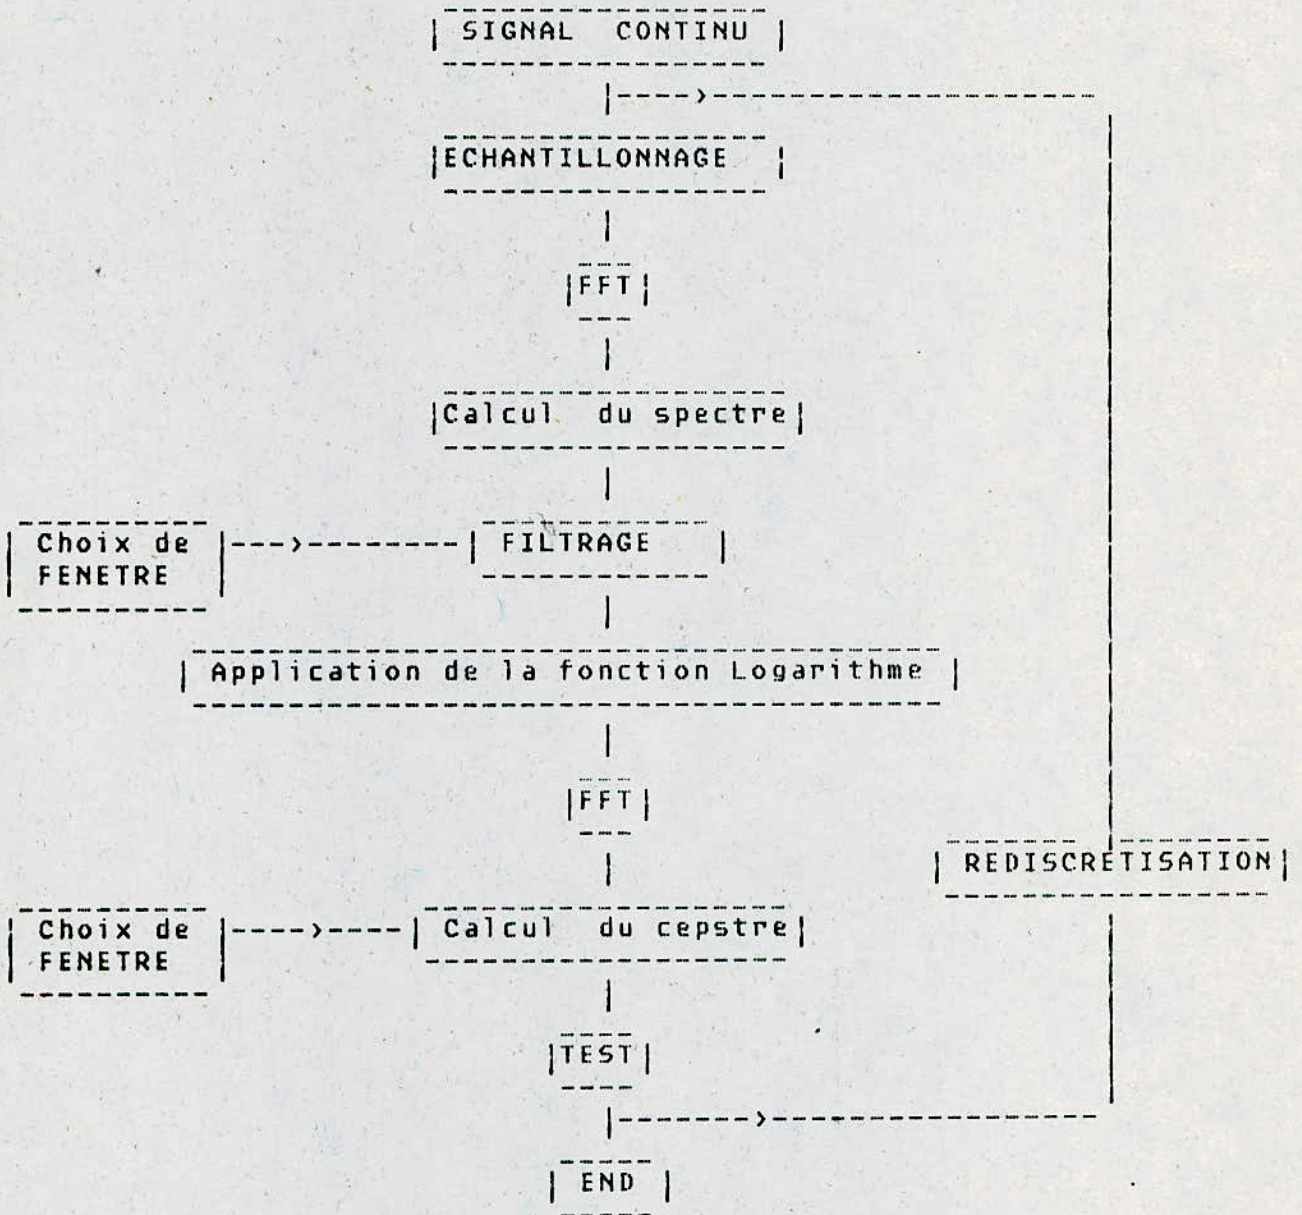 SIGNAL CONTINU
ECHANTILLONNAGE
FFT
Calcul du spectre
Choix de
FENETRE
FILTRAGE
Application de la fonction Logarithme
FFT
REDISCRETISATION
Choix de
FENETRE
Calcul du cepstre
TEST
END